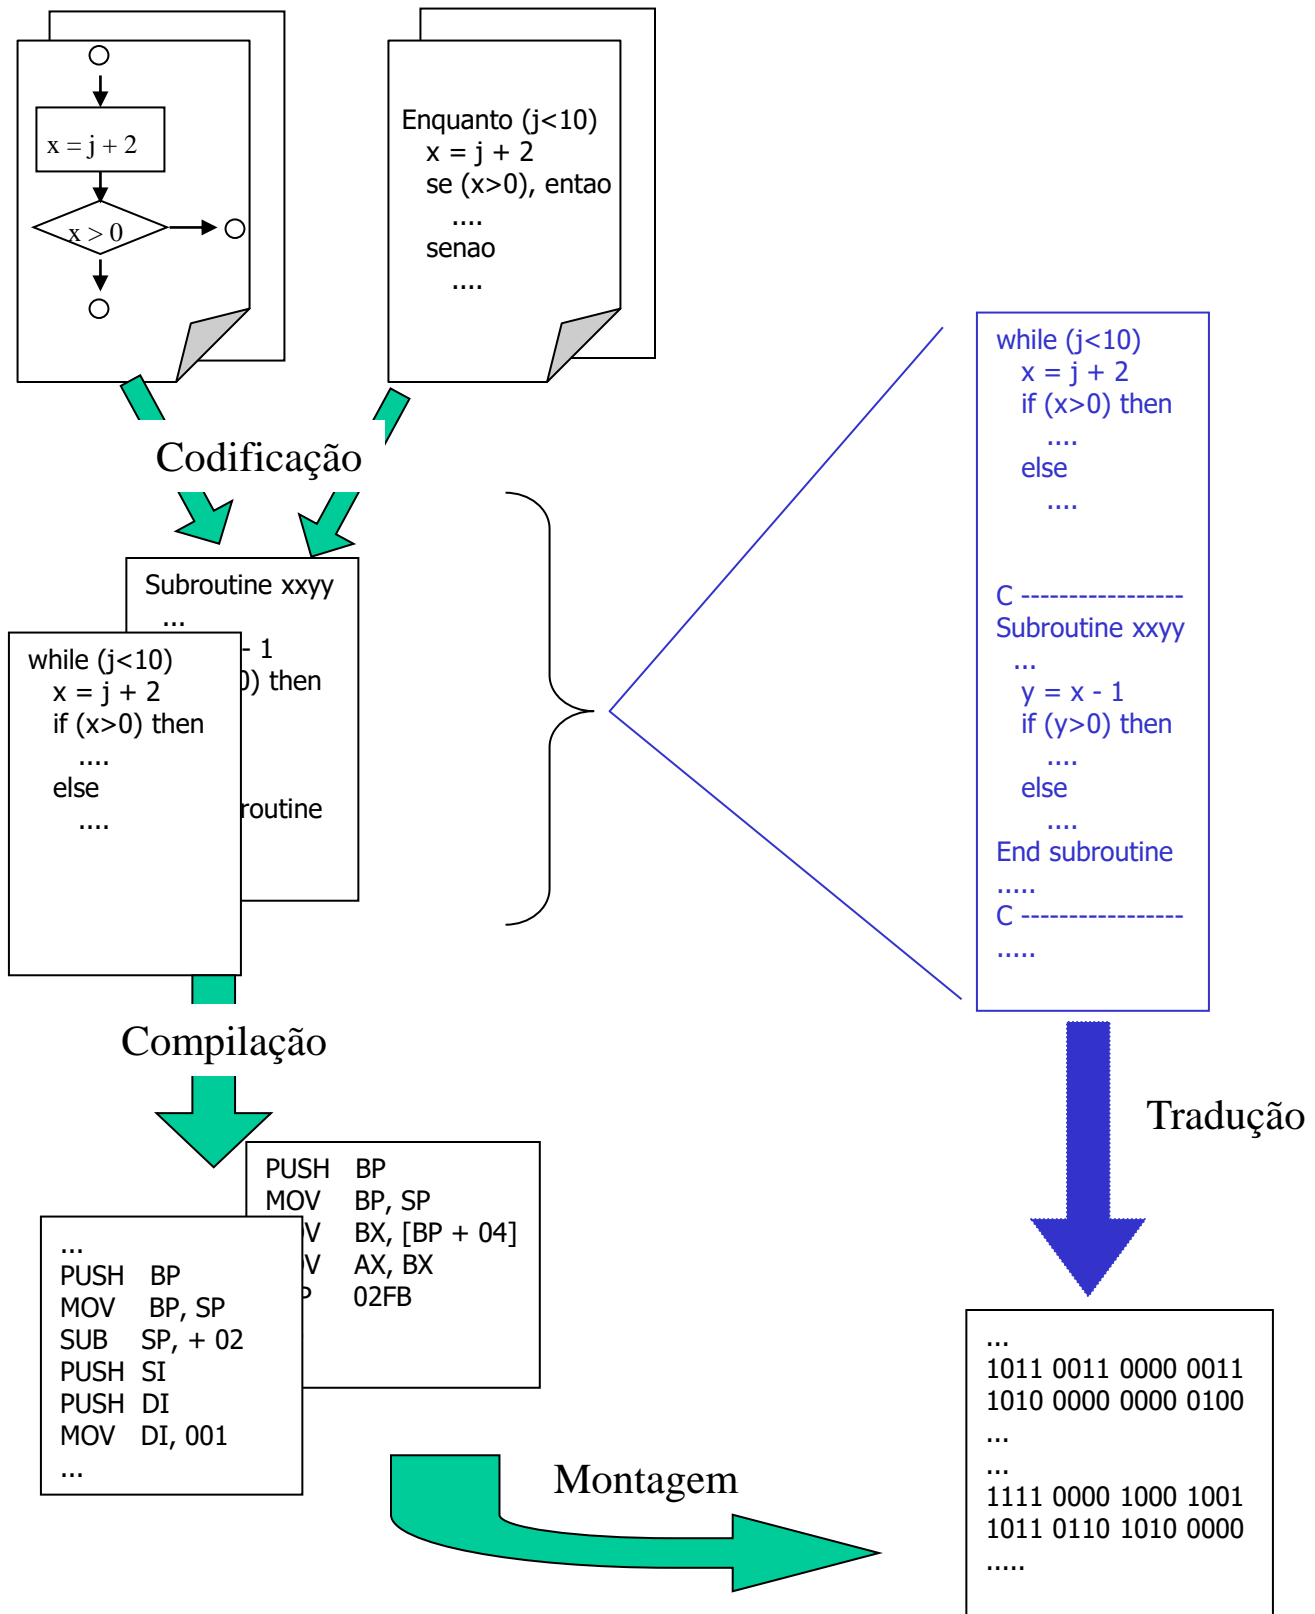 x = j + 2
x > 0
Enquanto (j<10)
x = j + 2
se (x>0), entao
....
senao
....
Codificação
Subroutine xxyy
...
- 1
) then
routine
while (j<10)
x = j + 2
if (x>0) then
....
else
....
while (j<10)
x = j + 2
if (x>0) then
....
else
....
C -----------------
Subroutine xxyy
...
y = x - 1
if (y>0) then
....
else
....
End subroutine
.....
C -----------------
.....
Compilação
Tradução
PUSH BP
MOV BP, SP
V BX, [BP + 04]
V AX, BX
02FB
...
PUSH BP
MOV BP, SP
SUB SP, + 02
PUSH SI
PUSH DI
MOV DI, 001
...
Montagem
...
1011 0011 0000 0011
1010 0000 0000 0100
...
...
1111 0000 1000 1001
1011 0110 1010 0000
.....